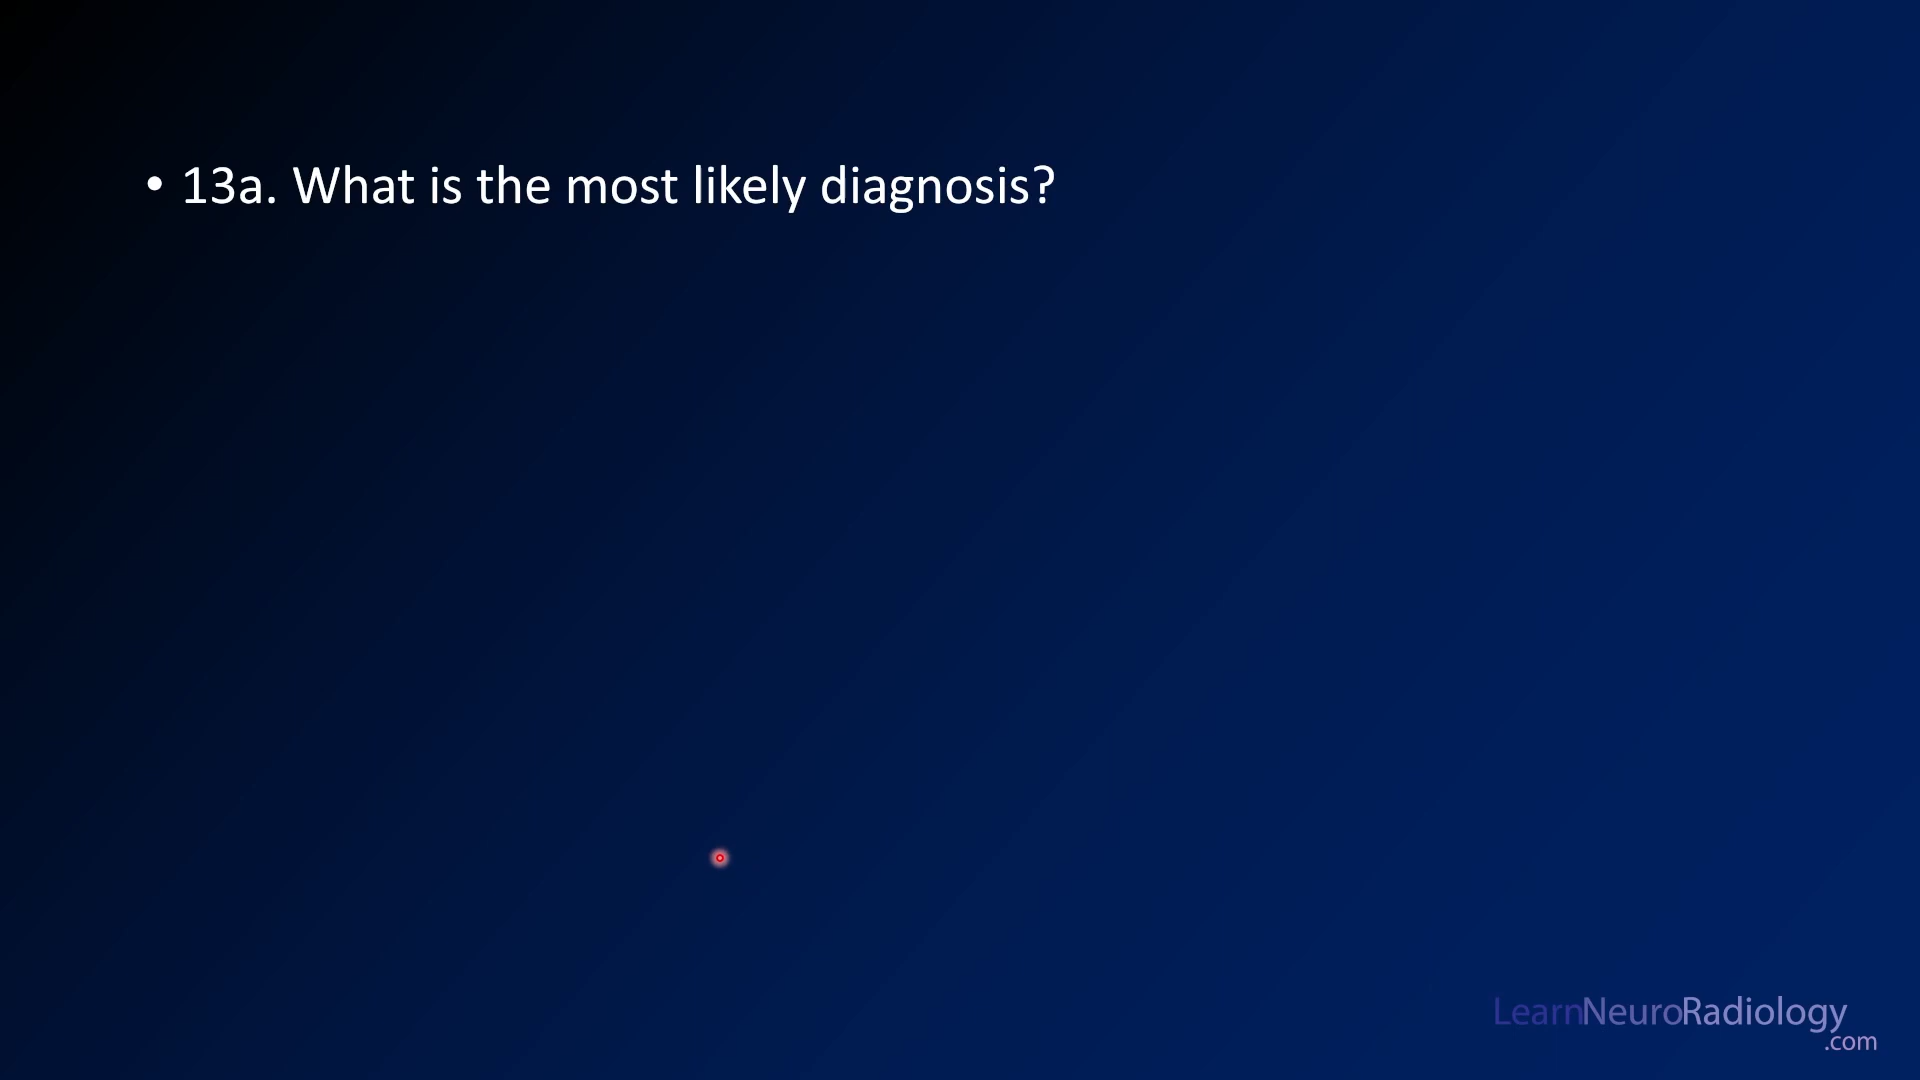 • 13a. What is the most likely diagnosis?
LearnNeuroRadiology
.com